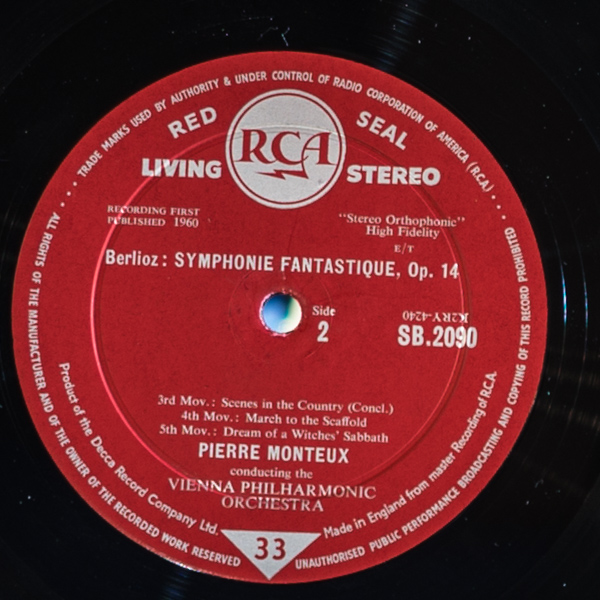 TRADE MARKS USED BY AUTHORITY & UNDER CONTROL OF RADIO CORPORATION OF AMERICA (R.C.A.)
RED SEAL
RCA
LIVING STEREO
RECORDING FIRST
PUBLISHED 1960
"Stereo Orthophonic"
High Fidelity
E/T
Berlioz: SYMPHONIE FANTASTIQUE, Op. 14
Side
2
K2RY-4240
SB.2090
3rd Mov.: Scenes in the Country (Concl.)
4th Mov.: March to the Scaffold
5th Mov.: Dream of a Witches' Sabbath
PIERRE MONTEUX
conducting the
VIENNA PHILHARMONIC
ORCHESTRA
Product of the Decca Record Company Ltd.
Made in England from master Recording of R.C.A.
33
ALL RIGHTS OF THE MANUFACTURER AND OF THE OWNER OF THE RECORDED WORK RESERVED
UNAUTHORISED PUBLIC PERFORMANCE BROADCASTING AND COPYING OF THIS RECORD PROHIBITED